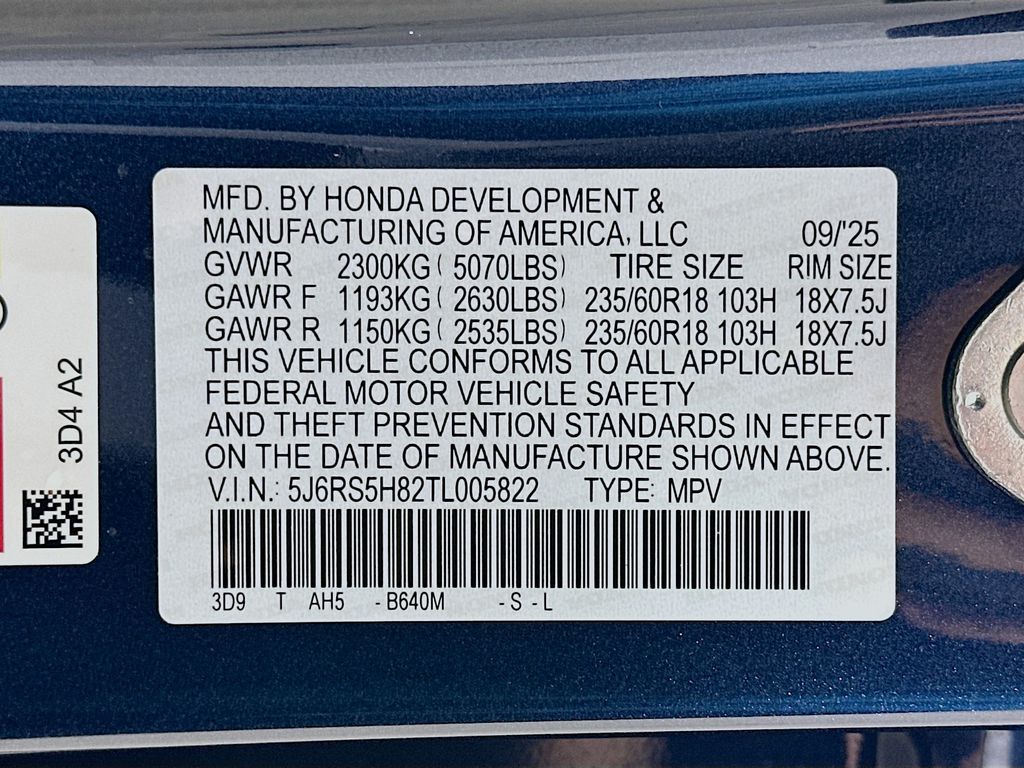 MFD. BY HONDA DEVELOPMENT &
MANUFACTURING OF AMERICA, LLC 09/'25
GVWR 2300KG ( 5070LBS) TIRE SIZE RIM SIZE
GAWR F 1193KG ( 2630LBS) 235/60R18 103H 18X7.5J
GAWR R 1150KG ( 2535LBS) 235/60R18 103H 18X7.5J
THIS VEHICLE CONFORMS TO ALL APPLICABLE
FEDERAL MOTOR VEHICLE SAFETY
AND THEFT PREVENTION STANDARDS IN EFFECT
ON THE DATE OF MANUFACTURE SHOWN ABOVE.
V.I.N.: 5J6RS5H82TL005822 TYPE: MPV
3D9 T AH5 -B640M -S -L
3D4 A2